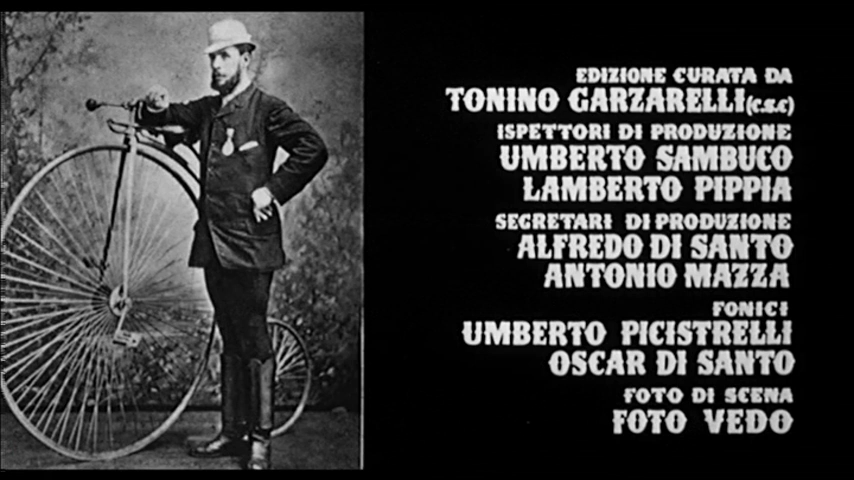 EDIZIONE CURATA DA
TONINO GARZARELLI (C.S.C)
ISPETTORI DI PRODUZIONE
UMBERTO SAMBUCO
LAMBERTO PIPPIA
SEGRETARI DI PRODUZIONE
ALFREDO DI SANTO
ANTONIO MAZZA
FONICI
UMBERTO PICISTRELLI
OSCAR DI SANTO
FOTO DI SCENA
FOTO VEDO